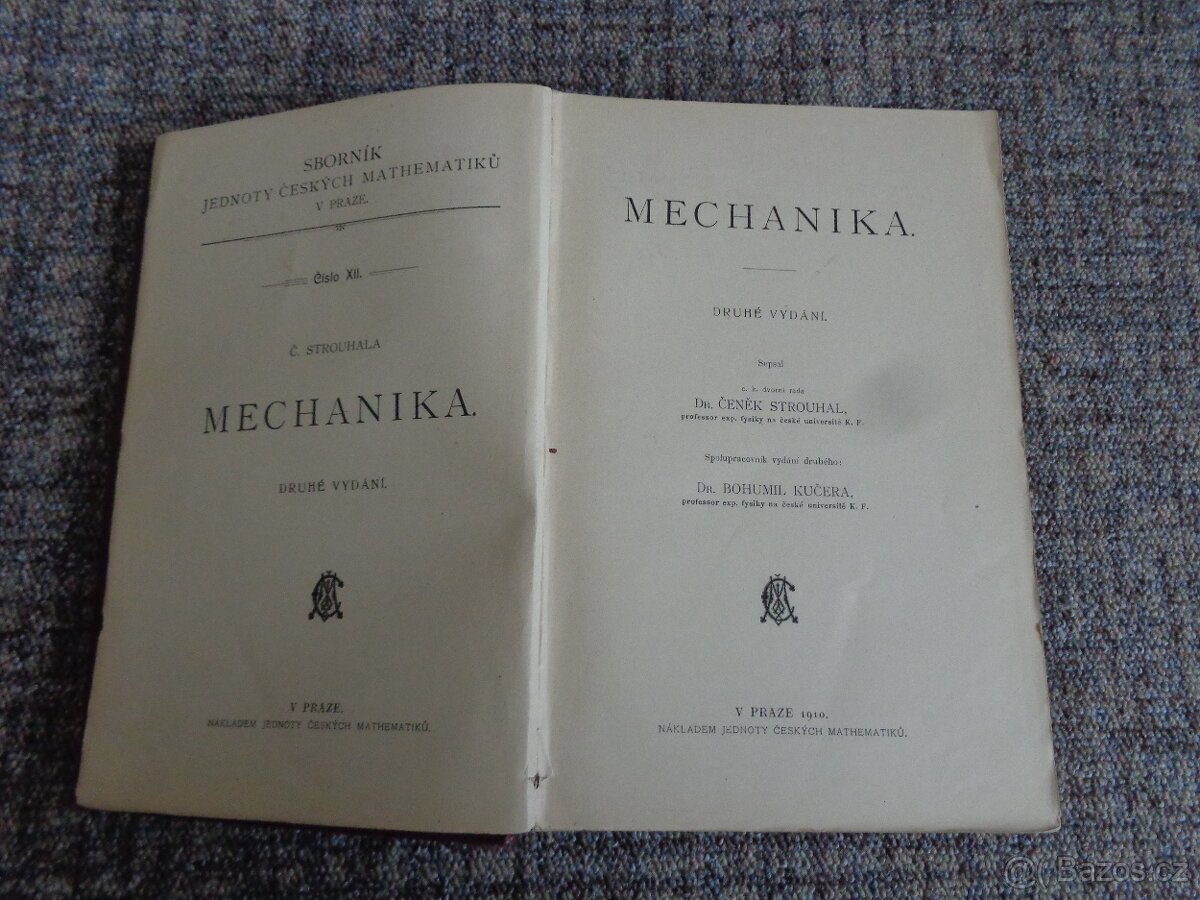 SBORNÍK
JEDNOTY ČESKÝCH MATHEMATIKŮ
V PRAZE.
Číslo XII.
Č. STROUHALA
MECHANIKA.
DRUHÉ VYDÁNÍ.
V PRAZE.
NÁKLADEM JEDNOTY ČESKÝCH MATHEMATIKŮ.
MECHANIKA.
DRUHÉ VYDÁNÍ.
Sepsal
c. k. dvorní rada
DR. ČENĚK STROUHAL,
professor exp. fysiky na české universitě K. F.
Spolupracovník vydání druhého:
DR. BOHUMIL KUČERA,
professor exp. fysiky na české universitě K. F.
V PRAZE 1910.
NÁKLADEM JEDNOTY ČESKÝCH MATHEMATIKŮ.
Bazos.cz